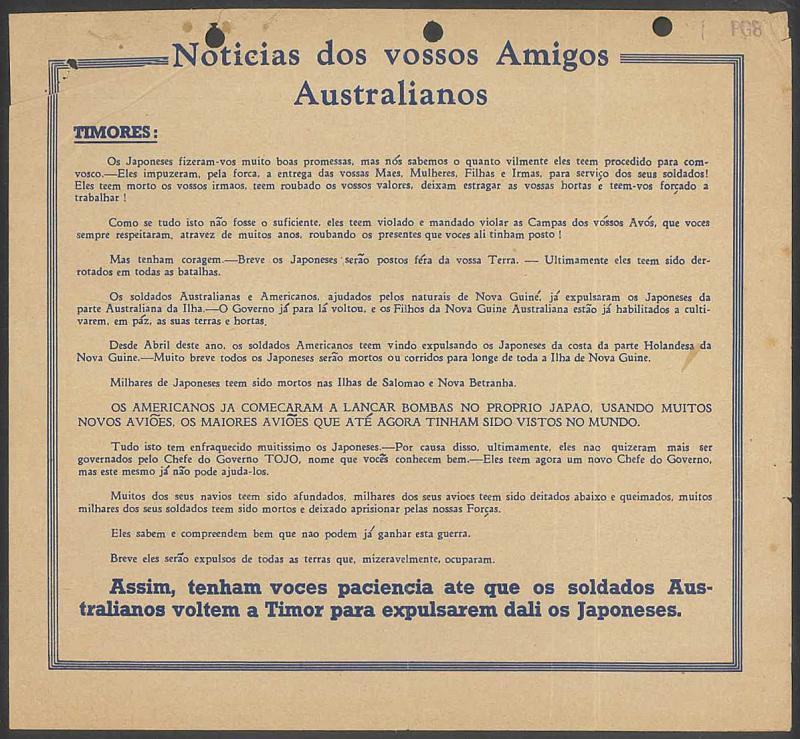 PG8
Noticias dos vossos Amigos
Australianos
TIMORES:
Os Japoneses fizeram-vos muito boas promessas, mas nós sabemos o quanto vilmente eles teem procedido para com-
vosco.—Eles impuzeram, pela forca, a entrega das vossas Maes, Mulheres, Filhas e Irmas, para serviço dos seus soldados!
Eles teem morto os vossos irmaos, teem roubado os vossos valores, deixam estragar as vossas hortas e teem-vos forçado a
trabalhar !
Como se tudo isto não fosse o suficiente, eles teem violado e mandado violar as Campas dos vossos Avós, que voces
sempre respeitaram, atravez de muitos anos, roubando os presentes que voces ali tinham posto !
Mas tenham coragem.—Breve os Japoneses serão postos fóra da vossa Terra. — Ultimamente eles teem sido der-
rotados em todas as batalhas.
Os soldados Australianas e Americanos, ajudados pelos naturais de Nova Guiné, já expulsaram os Japoneses da
parte Australiana da Ilha.—O Governo já para lá voltou, e os Filhos da Nova Guine Australiana estão já habilitados a culti-
varem, em páz, as suas terras e hortas.
Desde Abril deste ano, os soldados Americanos teem vindo expulsando os Japoneses da costa da parte Holandesa da
Nova Guine.—Muito breve todos os Japoneses serão mortos ou corridos para longe de toda a Ilha de Nova Guine.
Milhares de Japoneses teem sido mortos nas Ilhas de Salomao e Nova Betranha.
OS AMERICANOS JA COMECARAM A LANÇAR BOMBAS NO PROPRIO JAPAO, USANDO MUITOS
NOVOS AVIÕES, OS MAIORES AVIÕES QUE ATÉ AGORA TINHAM SIDO VISTOS NO MUNDO.
Tudo isto tem enfraquecido muitissimo os Japoneses.—Por causa disso, ultimamente, eles nao quizeram mais ser
governados pelo Chefe do Governo TOJO, nome que vocês conhecem bem.—Eles teem agora um novo Chefe do Governo,
mas este mesmo já não pode ajuda-los.
Muitos dos seus navios teem sido afundados, milhares dos seus avioes teem sido deitados abaixo e queimados, muitos
milhares dos seus soldados teem sido mortos e deixado aprisionar pelas nossas Forças.
Eles sabem e compreendem bem que nao podem já ganhar esta guerra.
Breve eles serão expulsos de todas as terras que, mizeravelmente, ocuparam.
Assim, tenham voces paciencia ate que os soldados Aus-
tralianos voltem a Timor para expulsarem dali os Japoneses.